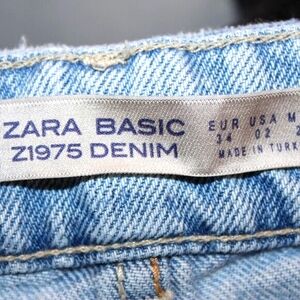 ZARA BASIC
Z1975 DENIM
EUR USA M
34 02
MADE IN TURK